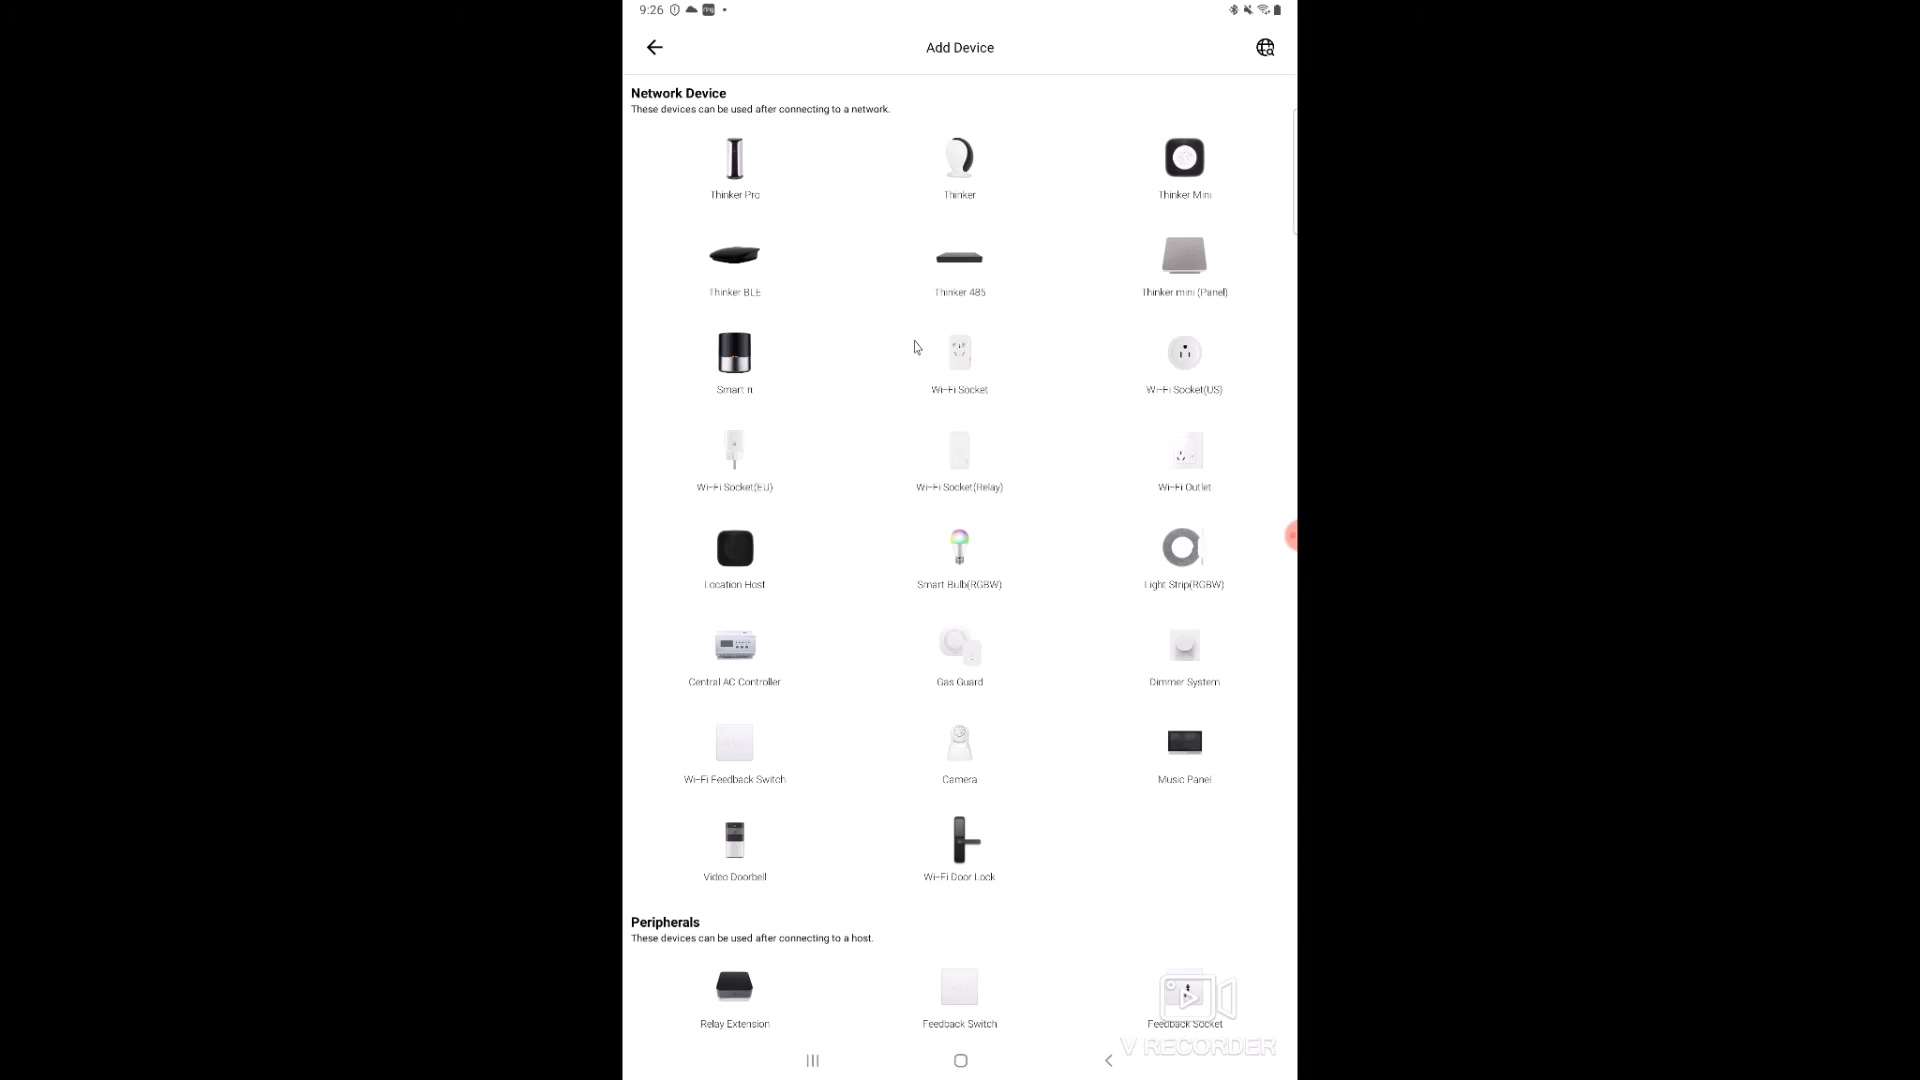 9:26
ring
Add Device
Network Device
These devices can be used after connecting to a network.
Thinker Pro
Thinker
Thinker Mini
Thinker BLE
Thinker 485
Thinker mini (Panel)
Smart π
Wi-Fi Socket
Wi-Fi Socket(US)
Wi-Fi Socket(EU)
Wi-Fi Socket(Relay)
Wi-Fi Outlet
Location Host
Smart Bulb(RGBW)
Light Strip(RGBW)
Central AC Controller
Gas Guard
Dimmer System
Wi-Fi Feedback Switch
Camera
Music Panel
Video Doorbell
Wi-Fi Door Lock
Peripherals
These devices can be used after connecting to a host.
Relay Extension
Feedback Switch
Feedback Socket
V RECORDER